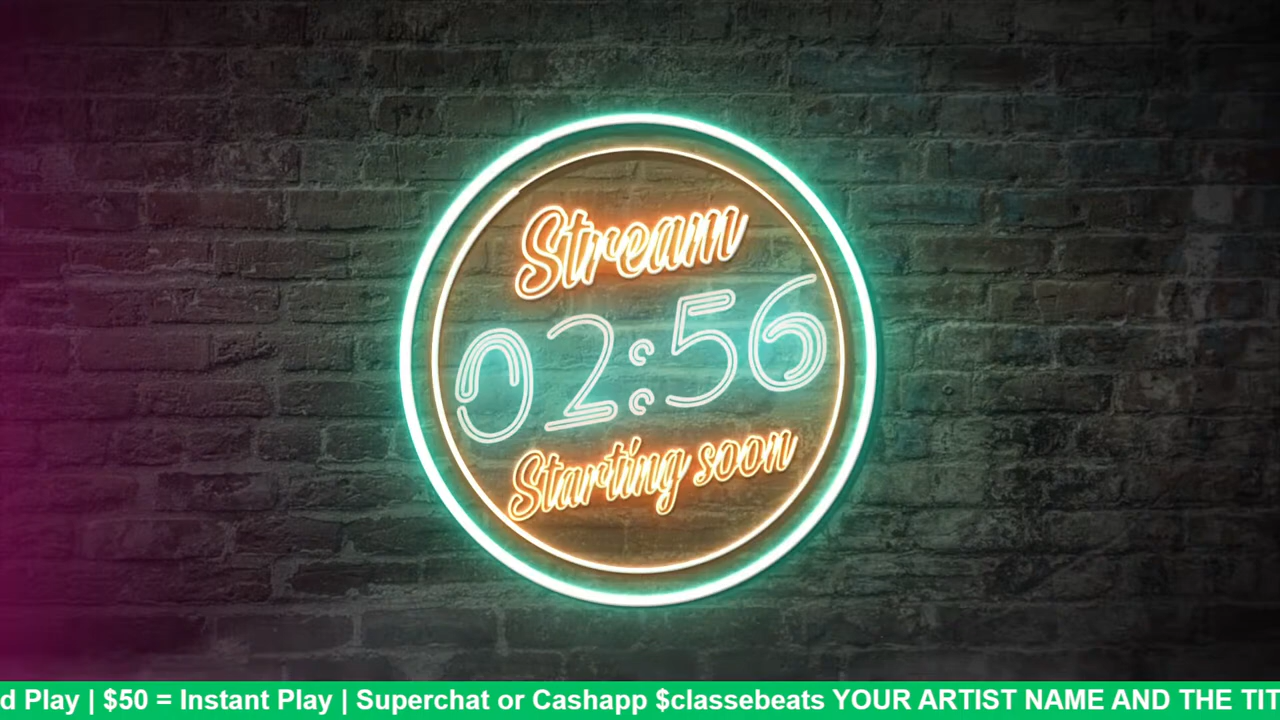 Stream
02:56
Starting soon
d Play | $50 = Instant Play | Superchat or Cashapp $classebeats YOUR ARTIST NAME AND THE TIT